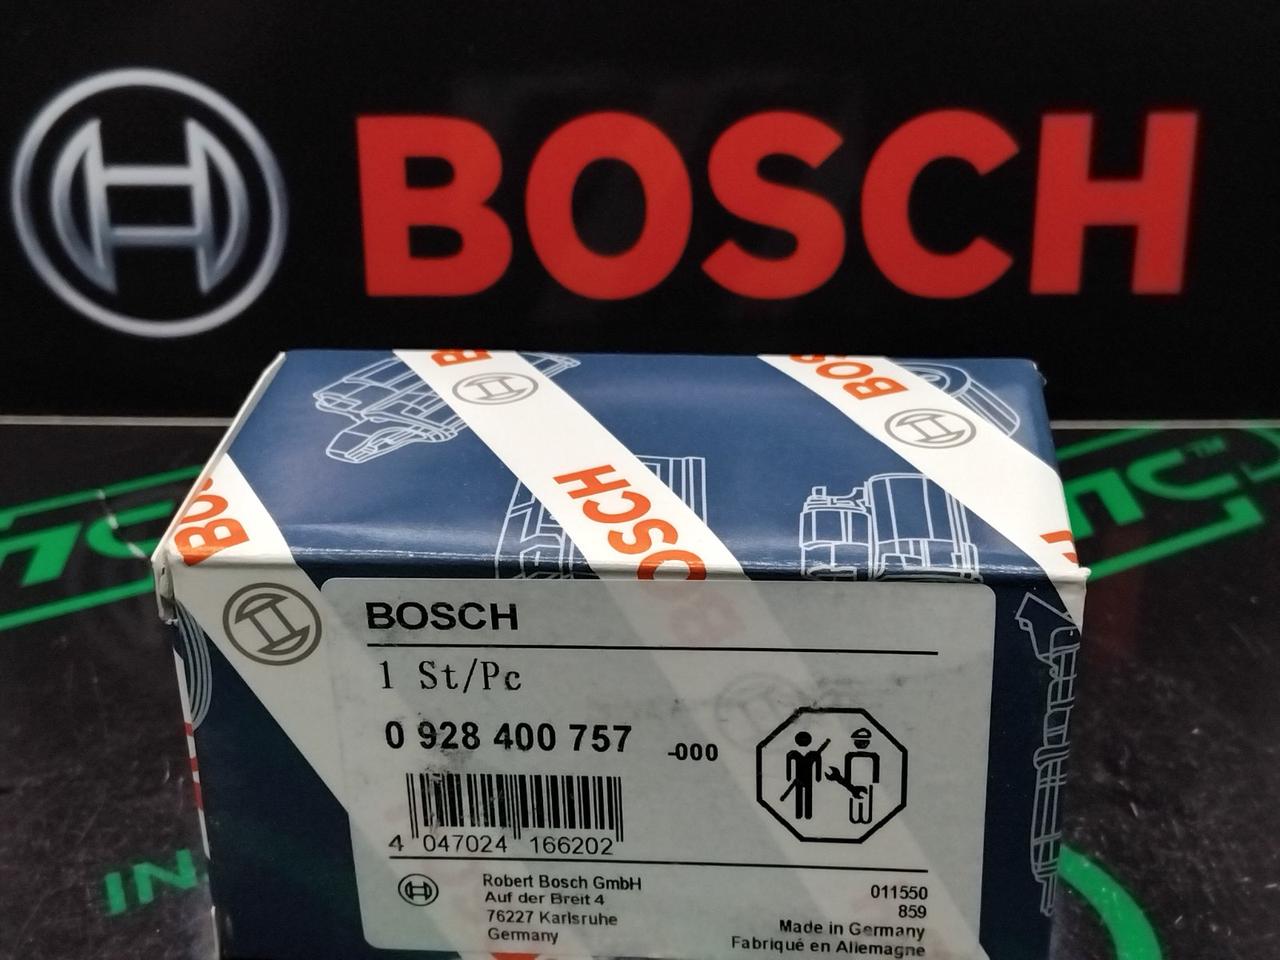 BOSCH
BOSCH
BOSCH
BOSCH
1 St/Pc
0 928 400 757 -000
4 047024 166202
Robert Bosch GmbH
Auf der Breit 4
76227 Karlsruhe
Germany
011550
859
Made in Germany
Fabriqué en Allemagne